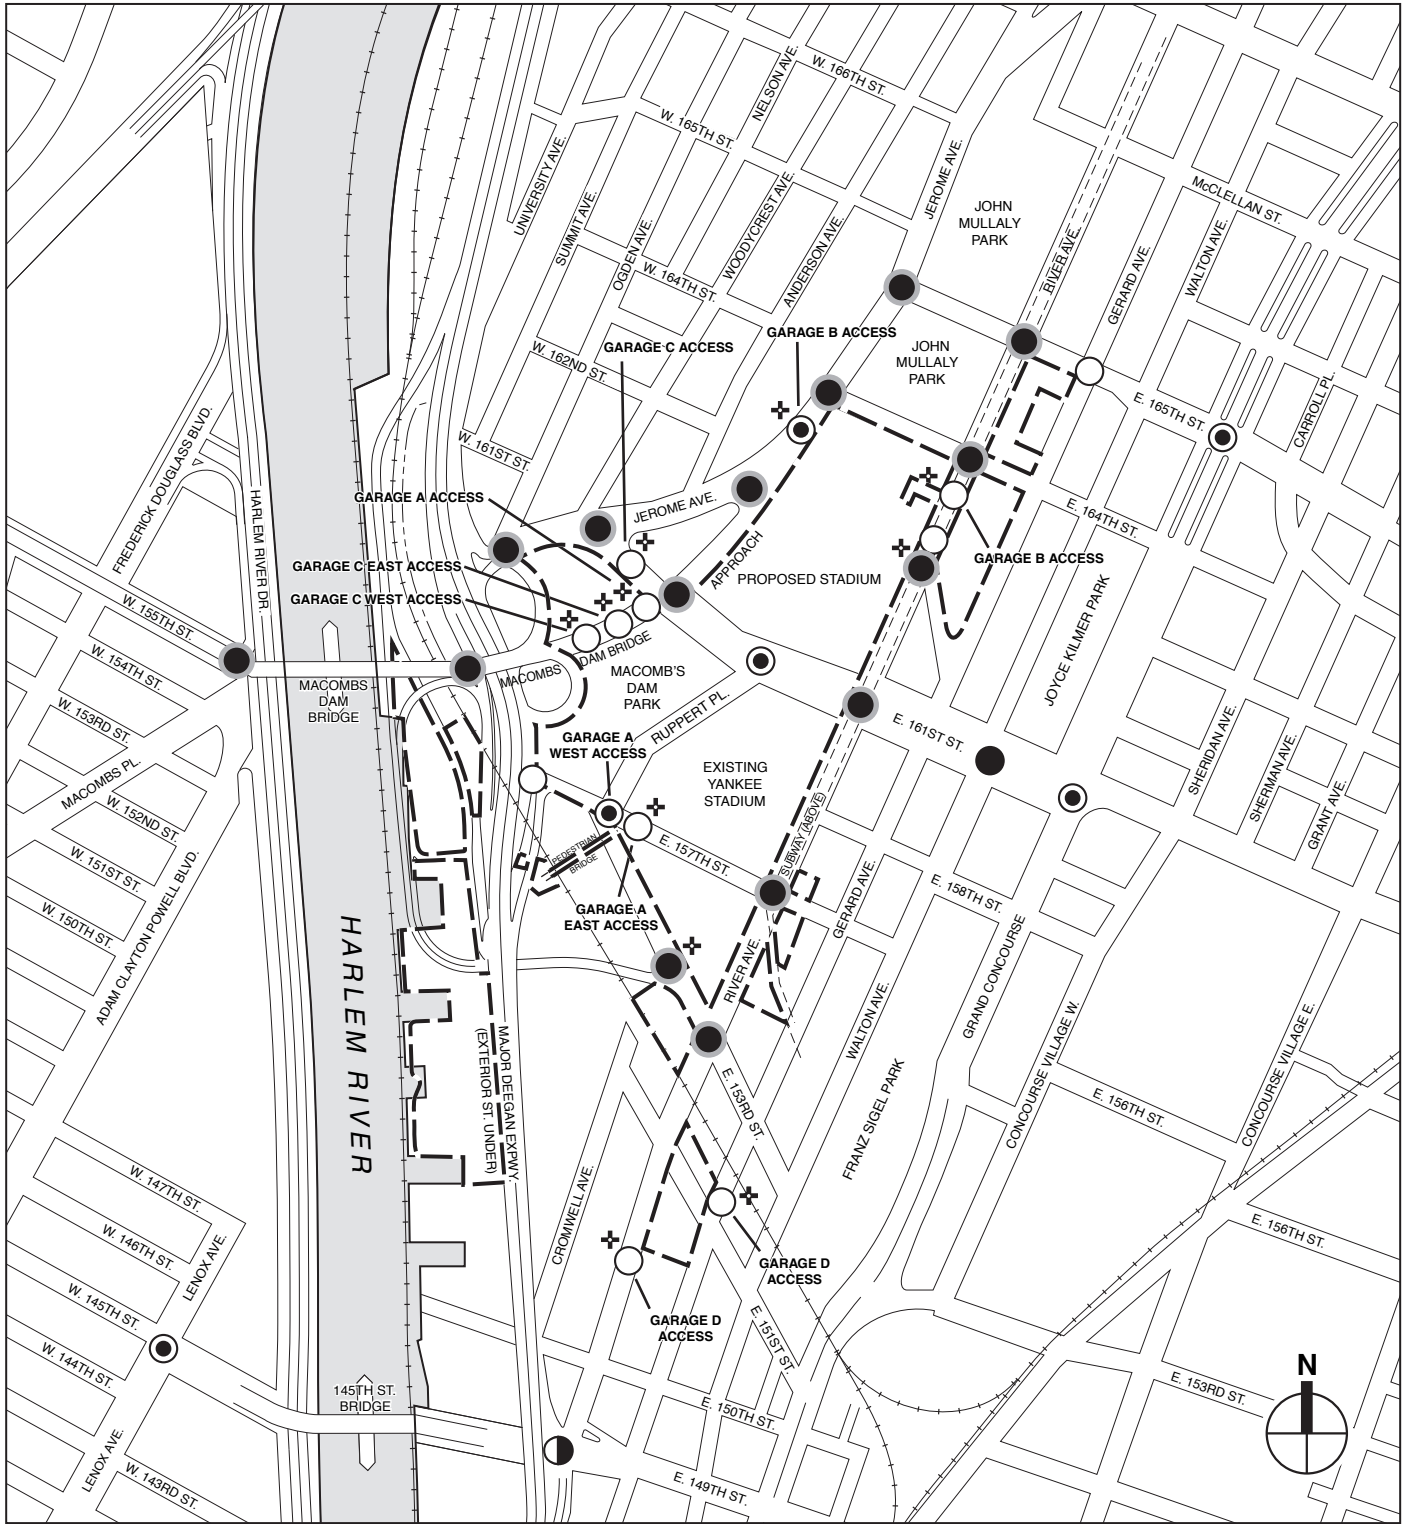 W. 166TH ST.
NELSON AVE.
W. 165TH ST.
UNIVERSITY AVE.
SUMMIT AVE.
OGDEN AVE.
WOODYCREST AVE.
ANDERSON AVE.
JEROME AVE.
McCLELLAN ST.
JOHN
MULLALY
PARK
RIVER AVE.
GERARD AVE.
WALTON AVE.
W. 164TH ST.
GARAGE B ACCESS
GARAGE C ACCESS
W. 162ND ST.
JOHN
MULLALY
PARK
E. 165TH ST.
CARROLL PL.
FREDERICK DOUGLASS BLVD.
W. 161ST ST.
GARAGE A ACCESS
JEROME AVE.
HARLEM RIVER DR.
E. 164TH ST.
APPROACH
GARAGE B ACCESS
GARAGE C EAST ACCESS
PROPOSED STADIUM
GARAGE C WEST ACCESS
W. 155TH ST.
JOYCE KILMER PARK
W. 154TH ST.
MACOMBS
DAM BRIDGE
MACOMBS
DAM
BRIDGE
MACOMB'S
DAM
PARK
RUPPERT PL.
W. 153RD ST.
E. 161ST ST.
GARAGE A
WEST ACCESS
SHERIDAN AVE.
SHERMAN AVE.
GRANT AVE.
MACOMBS PL.
EXISTING
YANKEE
STADIUM
W. 152ND ST.
SUBWAY (ABOVE)
W. 151ST ST.
PEDESTRIAN
BRIDGE
E. 157TH ST.
E. 158TH ST.
GERARD AVE.
W. 150TH ST.
ADAM CLAYTON POWELL BLVD.
GARAGE A
EAST ACCESS
GRAND CONCOURSE
RIVER AVE.
HARLEM RIVER
WALTON AVE.
CONCOURSE VILLAGE W.
CONCOURSE VILLAGE E.
MAJOR DEEGAN EXPWY.
(EXTERIOR ST. UNDER)
E. 153RD ST.
FRANZ SIGEL PARK
E. 156TH ST.
W. 147TH ST.
CROMWELL AVE.
W. 146TH ST.
LENOX AVE.
E. 156TH ST.
GARAGE D
ACCESS
W. 145TH ST.
GARAGE D
ACCESS
E. 151ST ST.
W. 144TH ST.
N
145TH ST.
BRIDGE
E. 153RD ST.
E. 150TH ST.
LENOX AVE.
W. 143RD ST.
E. 149TH ST.